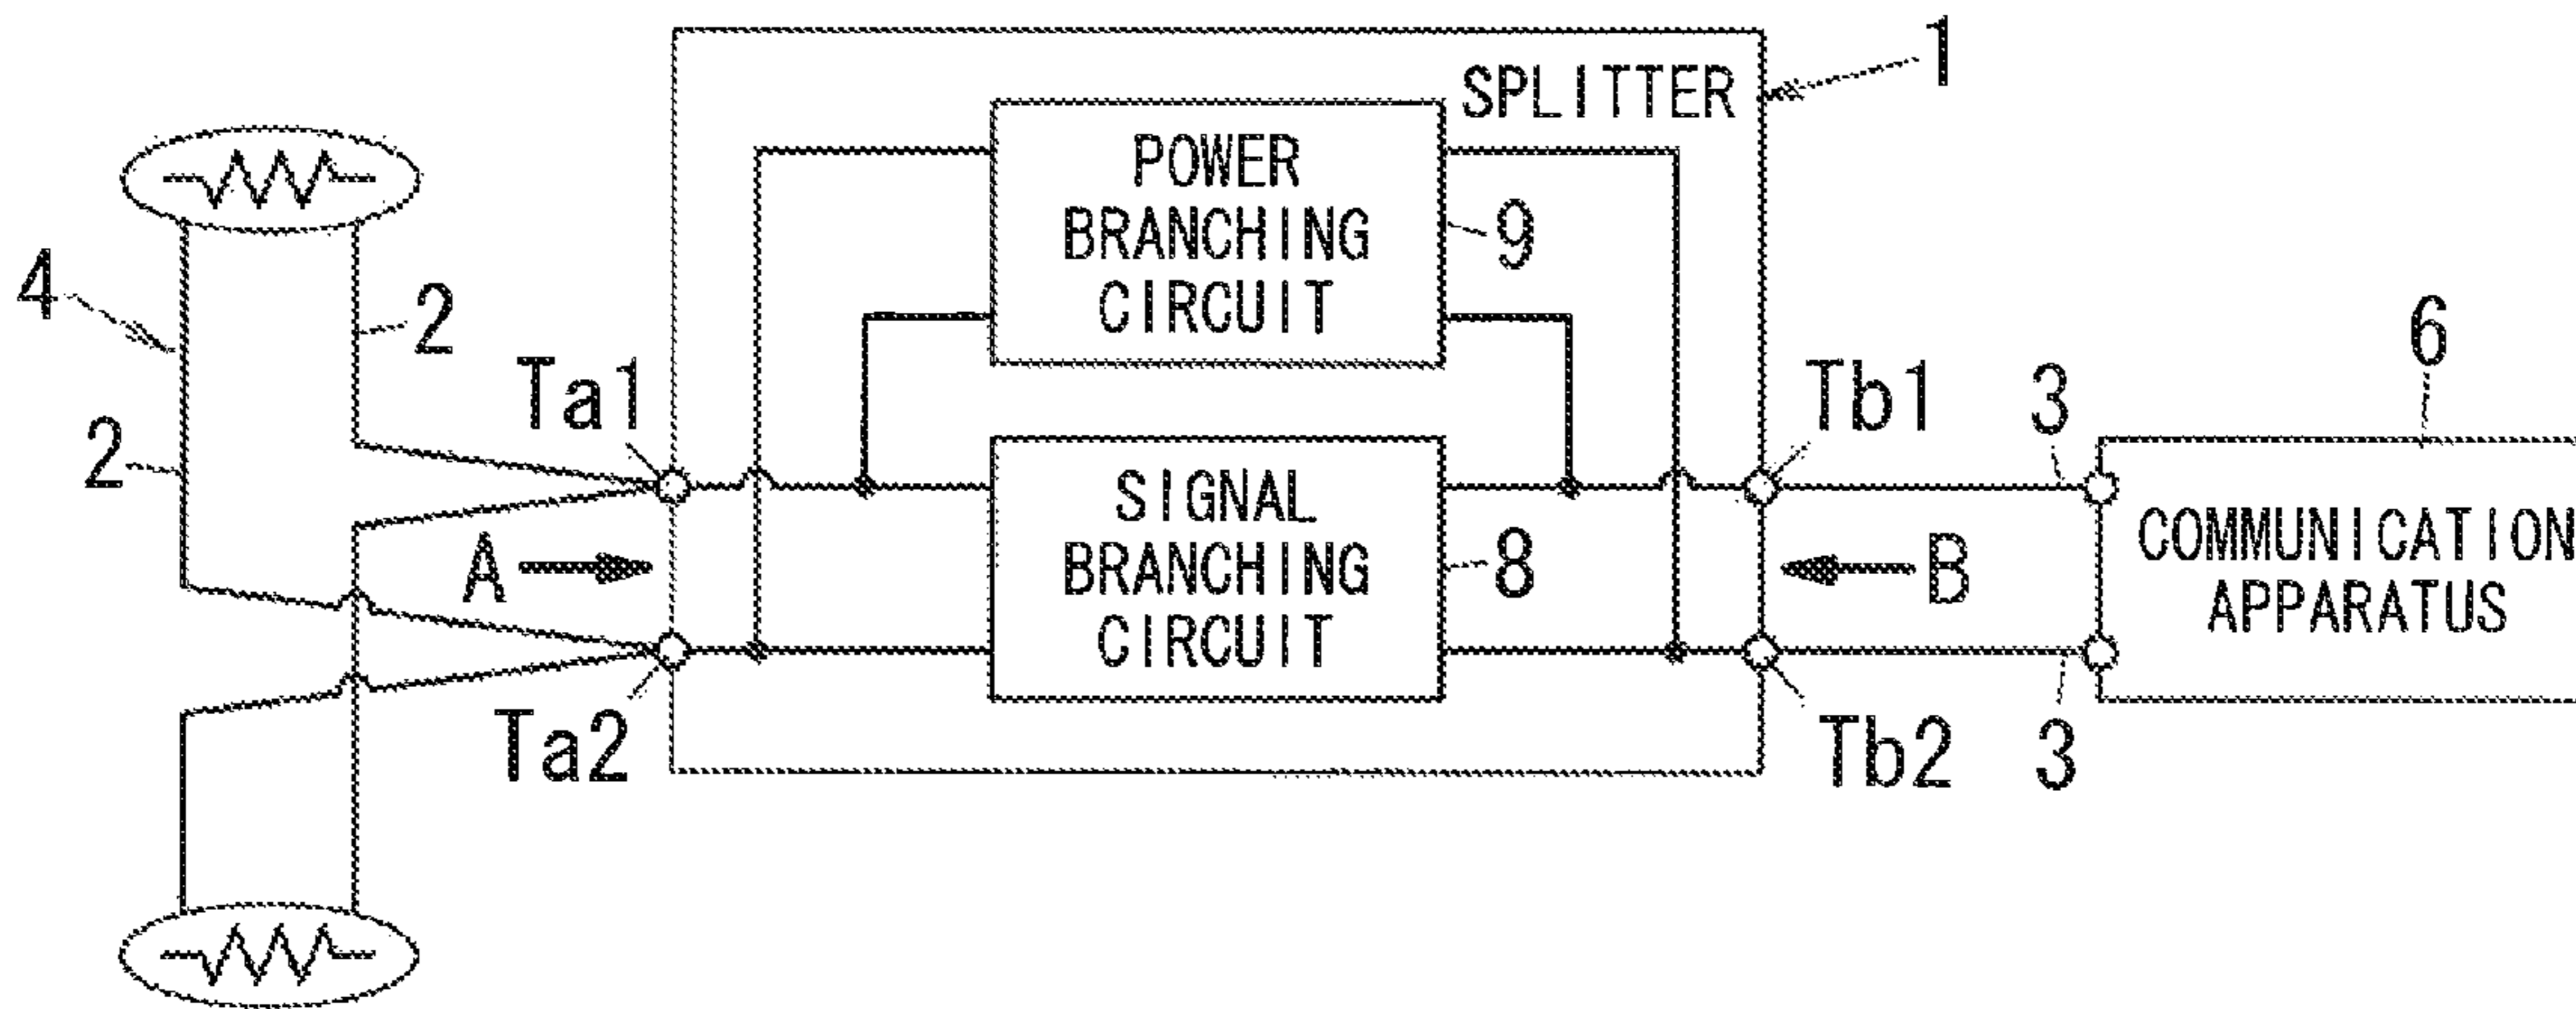 1
SPLITTER
POWER
BRANCHING
CIRCUIT
9
4
2
2
Ta1
Tb1
3
6
A
SIGNAL
BRANCHING
CIRCUIT
8
B
COMMUNICATION
APPARATUS
Ta2
Tb2
3